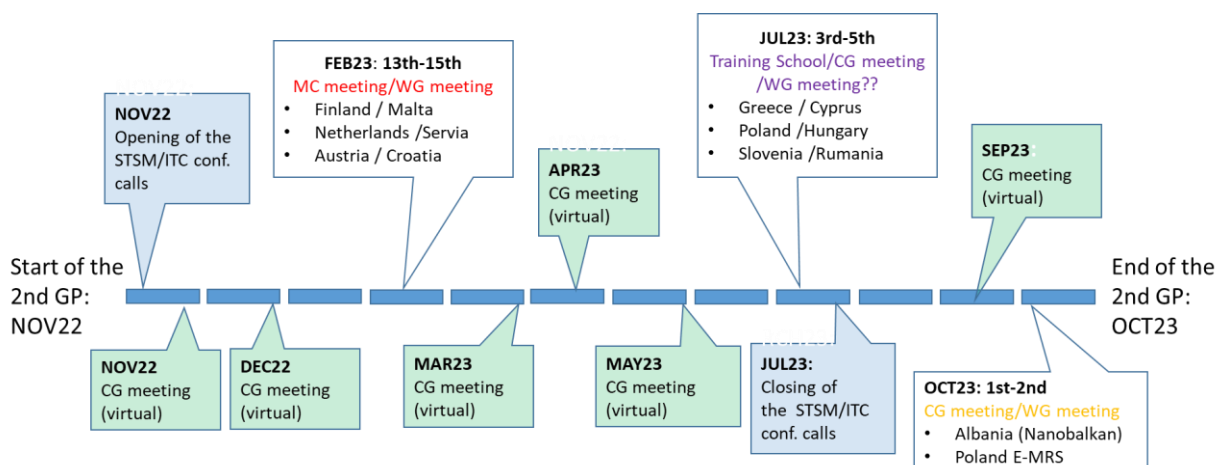 NOV22
Opening of the
STSM/ITC conf.
calls
FEB23: 13th-15th
MC meeting/WG meeting
• Finland / Malta
• Netherlands /Servia
• Austria / Croatia
APR23
CG meeting
(virtual)
JUL23: 3rd-5th
Training School/CG meeting
/WG meeting??
• Greece / Cyprus
• Poland /Hungary
• Slovenia /Rumania
SEP23:
CG meeting
(virtual)
Start of the
2nd GP:
NOV22
End of the
2nd GP:
OCT23
NOV22
CG meeting
(virtual)
DEC22
CG meeting
(virtual)
MAR23
CG meeting
(virtual)
MAY23
CG meeting
(virtual)
JUL23:
Closing of
the STSM/ITC
conf. calls
OCT23: 1st-2nd
CG meeting/WG meeting
• Albania (Nanobalkan)
• Poland E-MRS